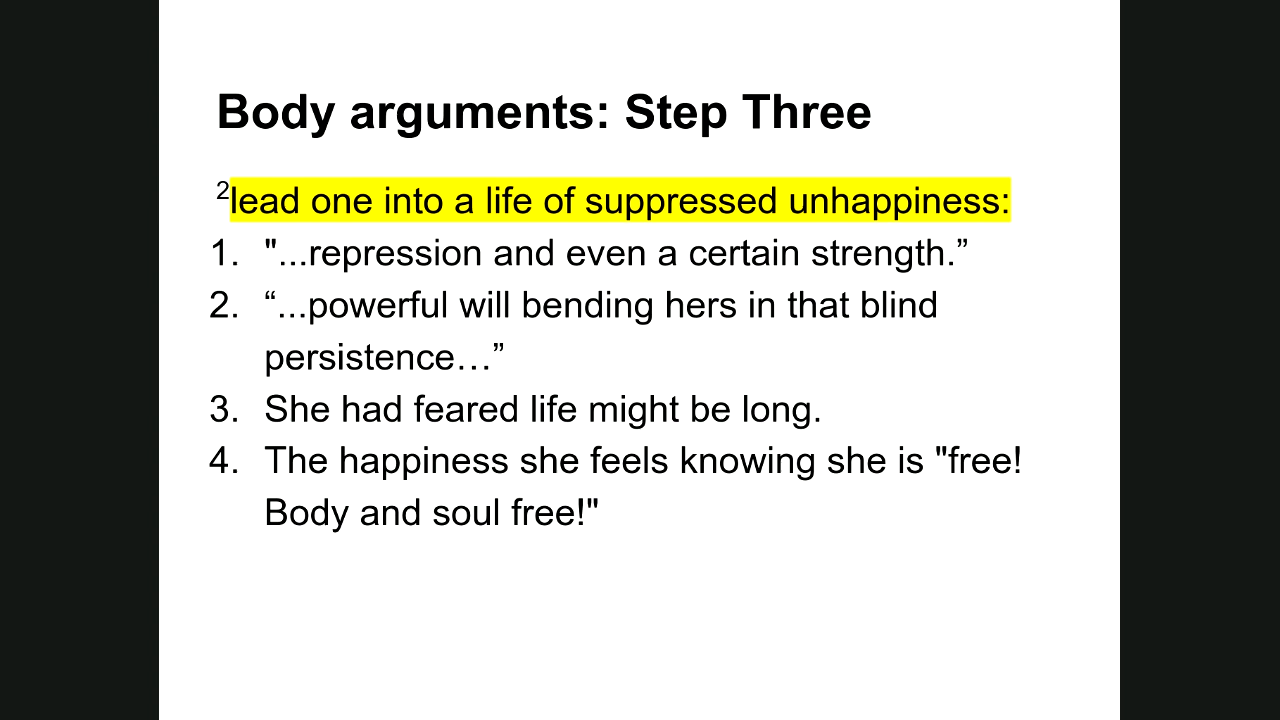 Body arguments: Step Three
²lead one into a life of suppressed unhappiness:
1. "...repression and even a certain strength.”
2. “...powerful will bending hers in that blind
persistence…”
3. She had feared life might be long.
4. The happiness she feels knowing she is "free!
Body and soul free!"